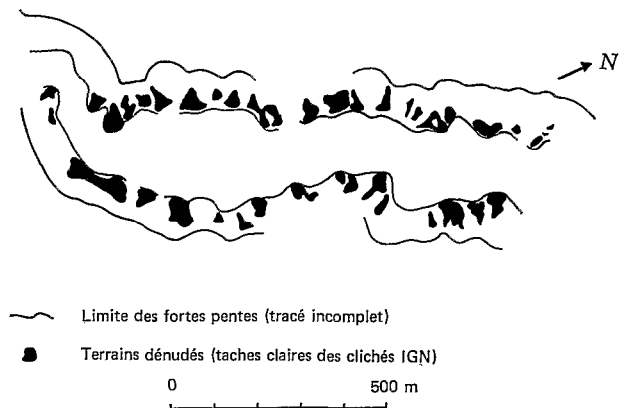 N
Limite des fortes pentes (tracé incomplet)
Terrains dénudés (taches claires des clichés IGN)
0 500 m